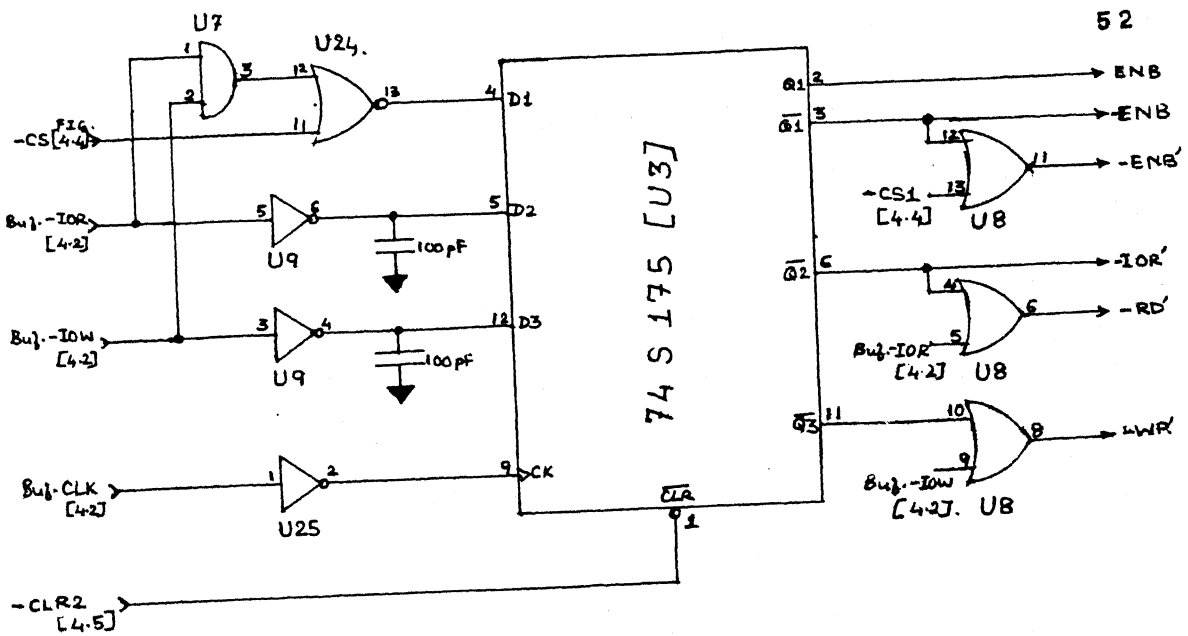 52
U7
1
2
3
U24.
12
11
13
-CS[4.4]
FIG.
Buf.-IOR
[4.2]
5
6
U9
100pF
Buf.-IOW
[4.2]
3
4
U9
100pF
Buf.CLK
[4.2]
1
2
U25
-CLR2
[4.5]
4
D1
5
D2
12
D3
9
CK
74S175 [U3]
CLR
1
Q1
2
ENB
Q1
3
-ENB
12
13
11
-ENB'
-CS1
[4.4]
U8
Q2
6
-IOR'
4
5
6
-RD'
Buf.-IOR
[4.2]
U8
Q3
11
10
9
8
-WR'
Buf.-IOW
[4.2].
U8